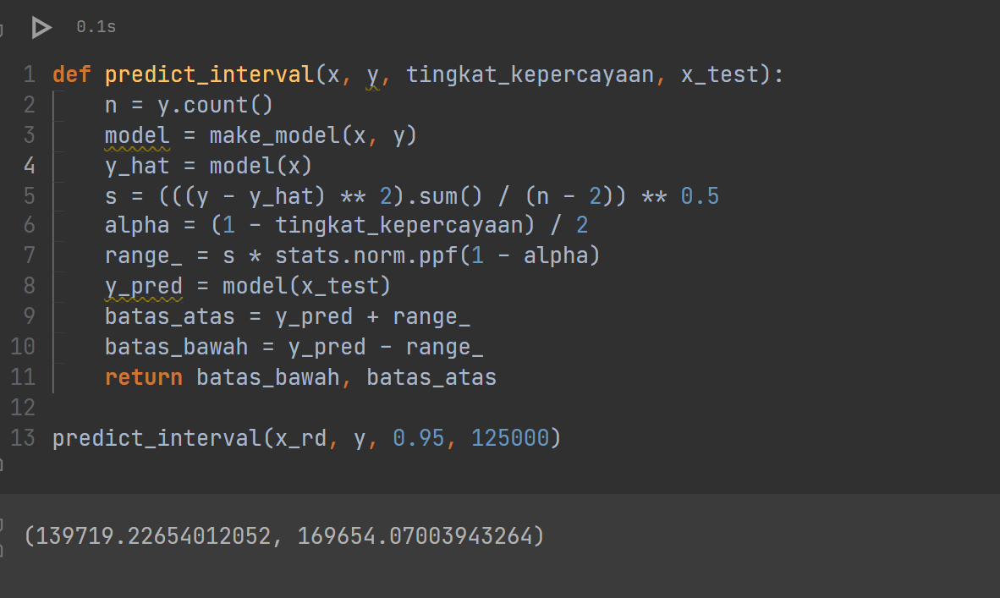 0.1s
1 def predict_interval(x, y, tingkat_kepercayaan, x_test):
2     n = y.count()
3     model = make_model(x, y)
4     y_hat = model(x)
5     s = (((y - y_hat) ** 2).sum() / (n - 2)) ** 0.5
6     alpha = (1 - tingkat_kepercayaan) / 2
7     range_ = s * stats.norm.ppf(1 - alpha)
8     y_pred = model(x_test)
9     batas_atas = y_pred + range_
10     batas_bawah = y_pred - range_
11     return batas_bawah, batas_atas
12
13 predict_interval(x_rd, y, 0.95, 125000)
(139719.22654012052, 169654.07003943264)